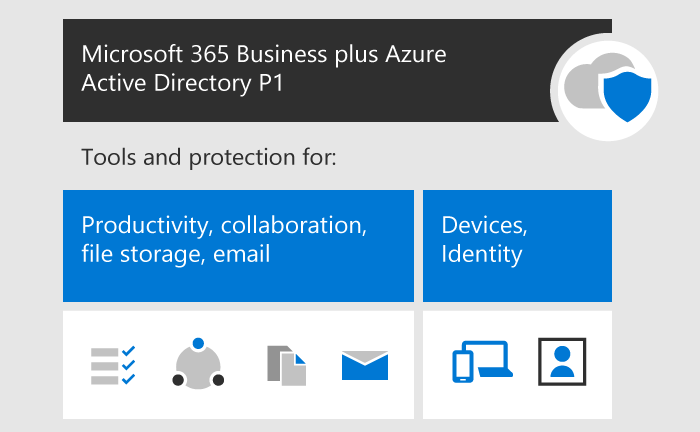 Microsoft 365 Business plus Azure
Active Directory P1
Tools and protection for:
Productivity, collaboration,
file storage, email
Devices,
Identity